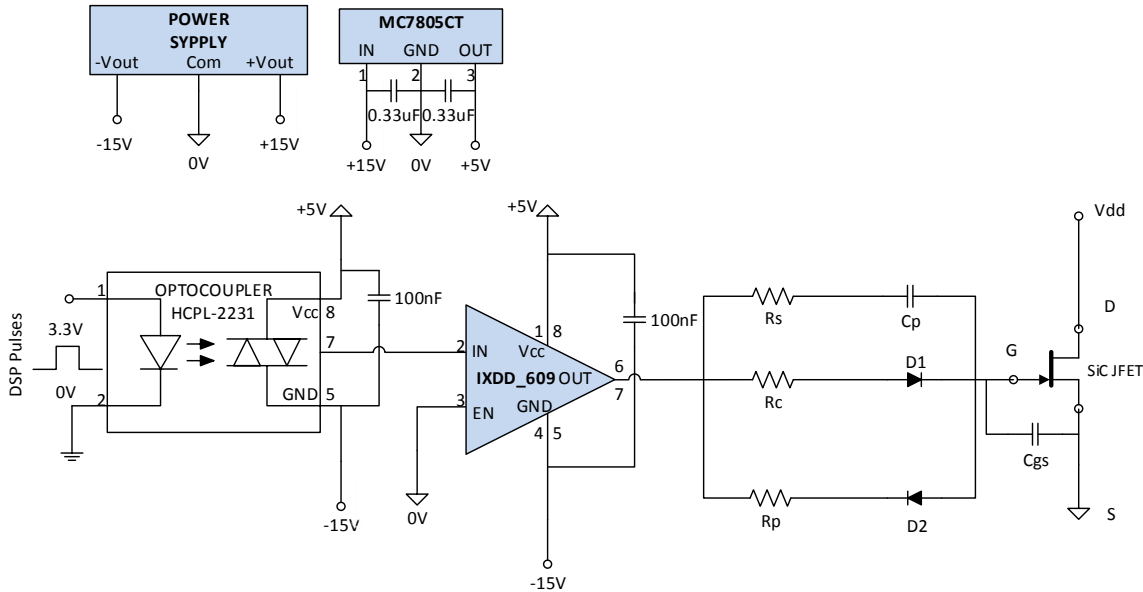 POWER
SYPPLY
-Vout Com +Vout
-15V
0V
+15V
MC7805CT
IN GND OUT
1 2 3
0.33uF 0.33uF
+15V
0V
+5V
+5V
+5V
Vdd
DSP Pulses
3.3V
0V
1
2
OPTOCOUPLER
HCPL-2231
Vcc 8
7
GND 5
100nF
-15V
1 8
Vcc
2 IN
IXDD_609 OUT
3 EN
GND
4 5
6
7
0V
100nF
-15V
Rs Cp
Rc D1
Rp D2
G
D
SiC JFET
Cgs
S